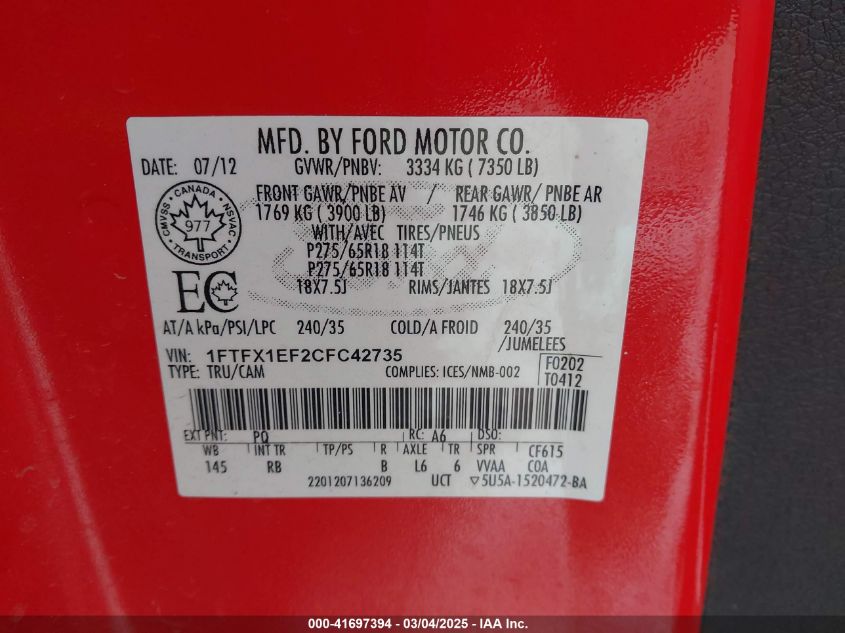 MFD. BY FORD MOTOR CO.
DATE: 07/12 GVWR/PNBV: 3334 KG ( 7350 LB)
FRONT GAWR/PNBE AV / REAR GAWR/ PNBE AR
1769 KG ( 3900 LB) 1746 KG ( 3850 LB)
WITH/AVEC TIRES/PNEUS
P275/65R18 114T
P275/65R18 114T
18X7.5J RIMS/JANTES 18X7.5J
CMVSS • CANADA • NSVAC • TRANSPORT •
977
EC
AT/A kPa/PSI/LPC 240/35 COLD/A FROID 240/35
/JUMELEES
VIN: 1FTFX1EF2CFC42735
TYPE: TRU/CAM COMPLIES: ICES/NMB-002 F0202
T0412
EXT PNT: PQ RC: A6 DSO:
WB INT TR TP/PS R AXLE TR SPR CF615
145 RB B L6 6 VVAA COA
2201207136209 UCT ▽5U5A-1520472-BA
000-41697394 | 03/04/2025 - IAA Inc.